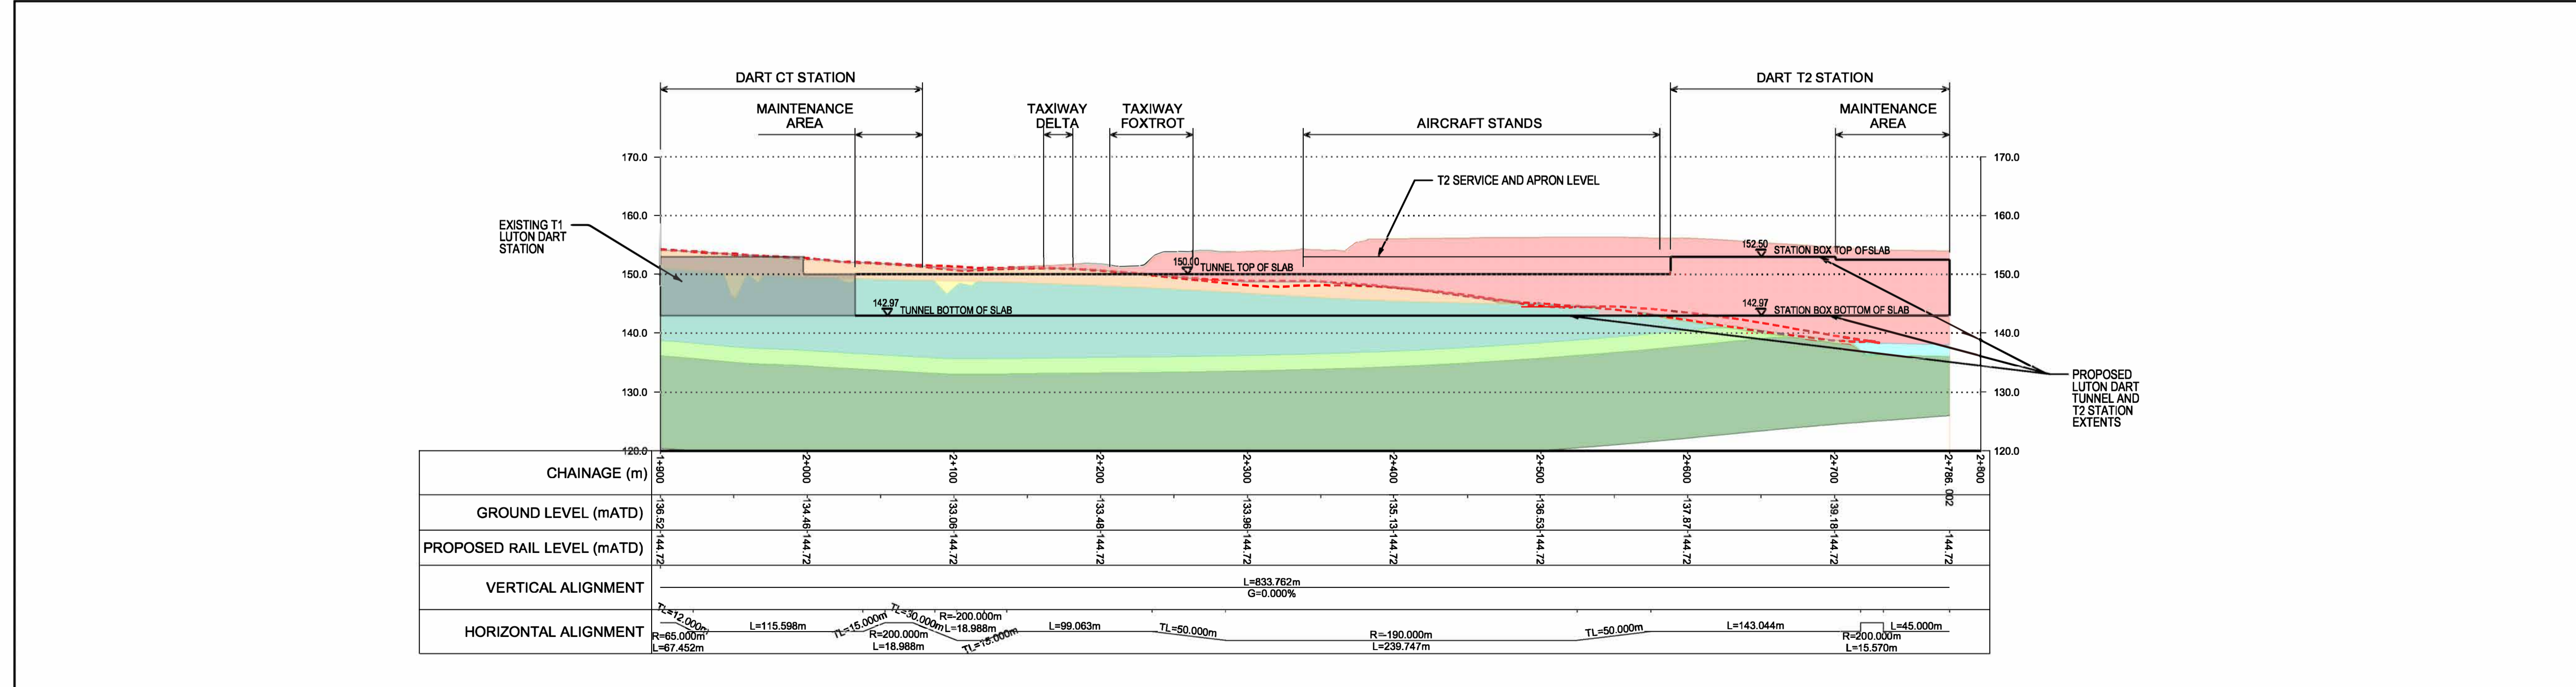 DART CT STATION
DART T2 STATION
MAINTENANCE
AREA
TAXIWAY
DELTA
TAXIWAY
FOXTROT
AIRCRAFT STANDS
MAINTENANCE
AREA
170.0
170.0
T2 SERVICE AND APRON LEVEL
160.0
160.0
EXISTING T1
LUTON DART
STATION
152.50
STATION BOX TOP OF SLAB
150.0
150.00
TUNNEL TOP OF SLAB
150.0
142.97
TUNNEL BOTTOM OF SLAB
142.97
STATION BOX BOTTOM OF SLAB
140.0
140.0
PROPOSED
LUTON DART
TUNNEL AND
T2 STATION
EXTENTS
130.0
130.0
120.0
120.0
CHAINAGE (m)
1+900
2+000
2+100
2+200
2+300
2+400
2+500
2+600
2+700
2+786.002
2+800
GROUND LEVEL (mATD)
136.52
134.46
133.06
133.48
133.96
135.13
136.53
137.87
139.18
PROPOSED RAIL LEVEL (mATD)
144.72
144.72
144.72
144.72
144.72
144.72
144.72
144.72
144.72
144.72
VERTICAL ALIGNMENT
L=833.762m
G=0.000%
HORIZONTAL ALIGNMENT
TL=12.000m
R=65.000m
L=67.452m
L=115.598m
TL=15.000m
R=200.000m
L=18.988m
TL=30.000m
R=-200.000m
L=18.988m
TL=15.000m
L=99.063m
TL=50.000m
R=-190.000m
L=239.747m
TL=50.000m
L=143.044m
R=200.000m
L=15.570m
L=45.000m